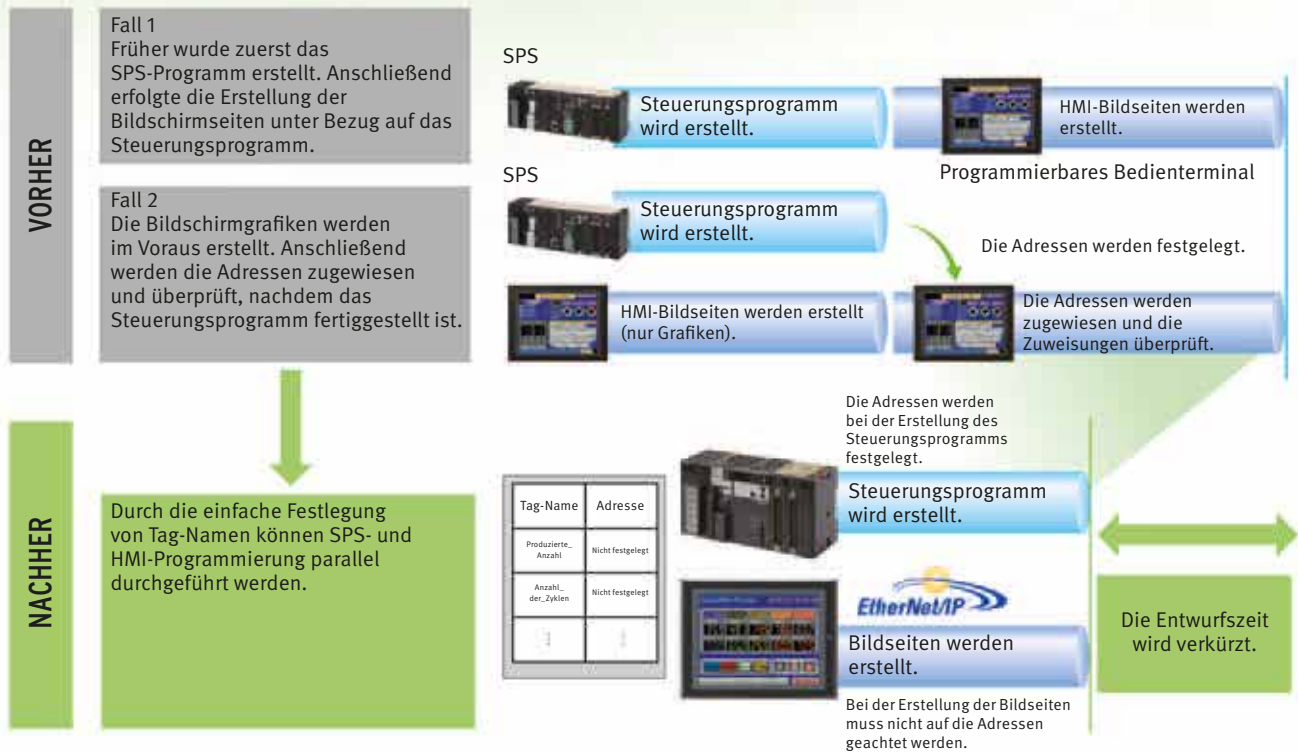 VORHER
Fall 1
Früher wurde zuerst das
SPS-Programm erstellt. Anschließend
erfolgte die Erstellung der
Bildschirmseiten unter Bezug auf das
Steuerungsprogramm.
SPS
Steuerungsprogramm
wird erstellt.
HMI-Bildseiten werden
erstellt.
Programmierbares Bedienterminal
Fall 2
Die Bildschirmgrafiken werden
im Voraus erstellt. Anschließend
werden die Adressen zugewiesen
und überprüft, nachdem das
Steuerungsprogramm fertiggestellt ist.
SPS
Steuerungsprogramm
wird erstellt.
Die Adressen werden festgelegt.
HMI-Bildseiten werden erstellt
(nur Grafiken).
Die Adressen werden
zugewiesen und die
Zuweisungen überprüft.
NACHHER
Durch die einfache Festlegung
von Tag-Namen können SPS- und
HMI-Programmierung parallel
durchgeführt werden.
Tag-Name Adresse
Produzierte_
Anzahl
Nicht festgelegt
Anzahl_
der_Zyklen
Nicht festgelegt
Die Adressen werden
bei der Erstellung des
Steuerungsprogramms
festgelegt.
Steuerungsprogramm
wird erstellt.
EtherNet/IP
Bildseiten werden
erstellt.
Bei der Erstellung der Bildseiten
muss nicht auf die Adressen
geachtet werden.
Die Entwurfszeit
wird verkürzt.